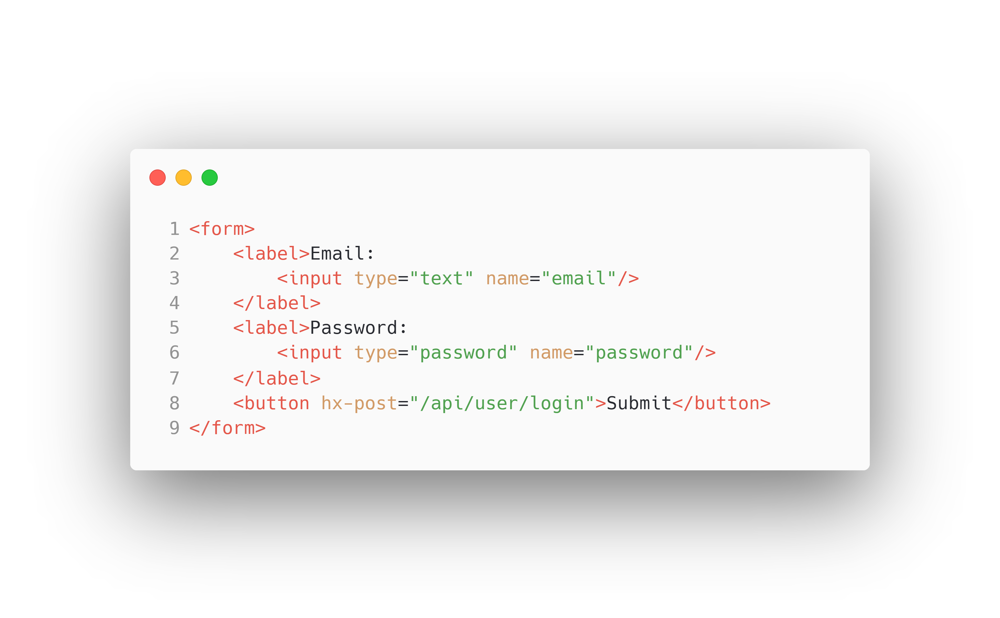 1 <form>
2     <label>Email:
3         <input type="text" name="email"/>
4     </label>
5     <label>Password:
6         <input type="password" name="password"/>
7     </label>
8     <button hx-post="/api/user/login">Submit</button>
9 </form>